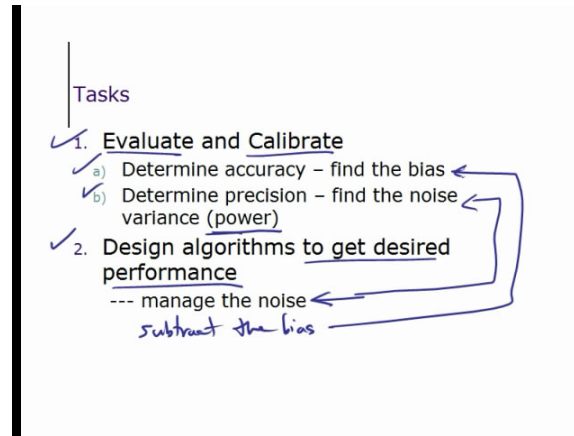 Tasks
1. Evaluate and Calibrate
a) Determine accuracy – find the bias
b) Determine precision – find the noise
variance (power)
2. Design algorithms to get desired
performance
--- manage the noise
subtract the bias